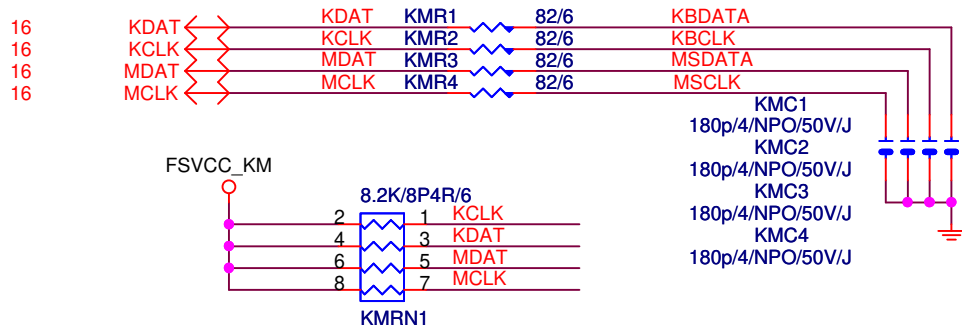 16 KDAT KDAT KMR1 82/6 KBDATA
16 KCLK KCLK KMR2 82/6 KBCLK
16 MDAT MDAT KMR3 82/6 MSDATA
16 MCLK MCLK KMR4 82/6 MSCLK
KMC1
180p/4/NPO/50V/J
KMC2
180p/4/NPO/50V/J
KMC3
180p/4/NPO/50V/J
KMC4
180p/4/NPO/50V/J
FSVCC_KM
8.2K/8P4R/6
2 1 KCLK
4 3 KDAT
6 5 MDAT
8 7 MCLK
KMRN1